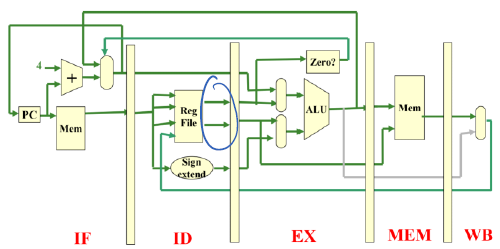 Zero?
4
+
PC
Mem
Reg
File
Sign
extend
ALU
Mem
IF
ID
EX
MEM
WB